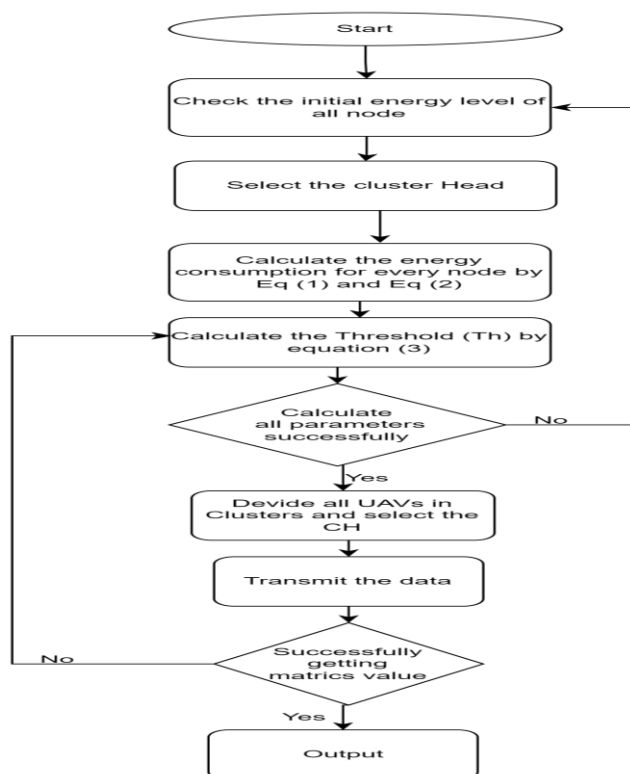 Start
Check the initial energy level of
all node
Select the cluster Head
Calculate the energy
consumption for every node by
Eq (1) and Eq (2)
Calculate the Threshold (Th) by
equation (3)
Calculate
all parameters
successfully
No
Yes
Devide all UAVs in
Clusters and select the
CH
Transmit the data
Successfully
getting
matrics value
No
Yes
Output